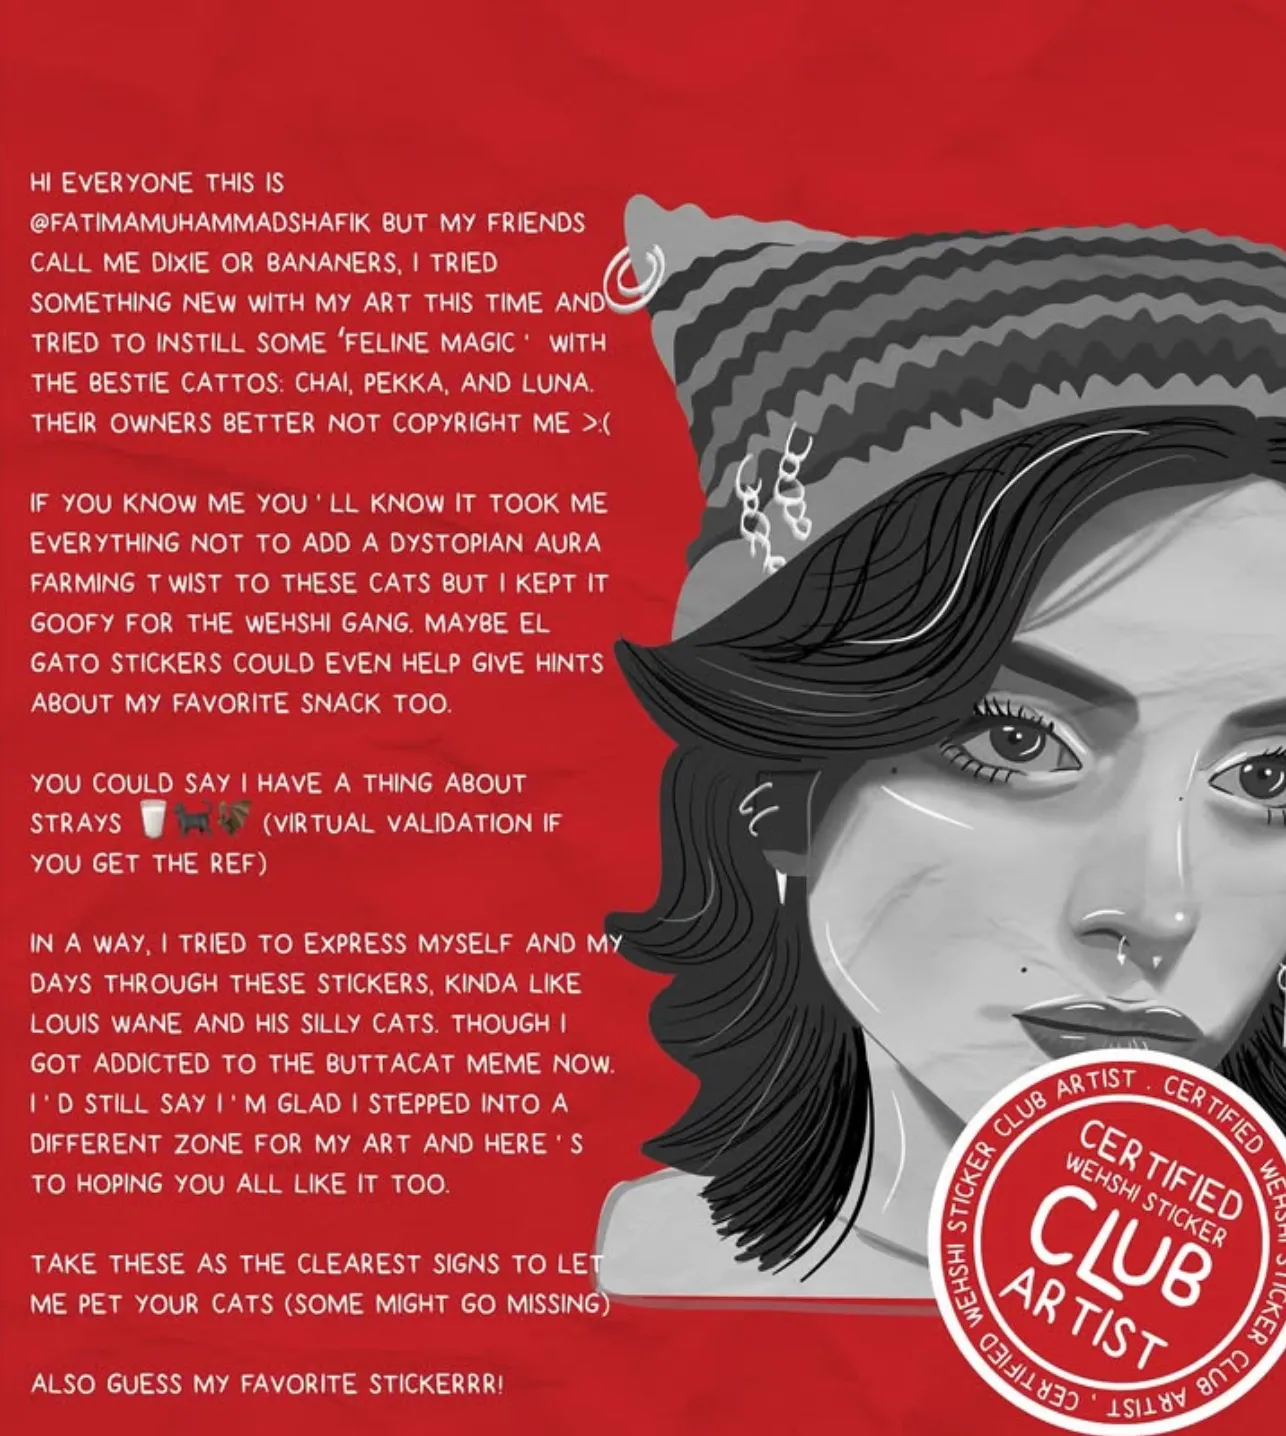 HI EVERYONE THIS IS
@FATIMAMUHAMMADSHAFIK BUT MY FRIENDS
CALL ME DIXIE OR BANANERS, I TRIED
SOMETHING NEW WITH MY ART THIS TIME AND
TRIED TO INSTILL SOME 'FELINE MAGIC ' WITH
THE BESTIE CATTOS: CHAI, PEKKA, AND LUNA.
THEIR OWNERS BETTER NOT COPYRIGHT ME >:(
IF YOU KNOW ME YOU ' LL KNOW IT TOOK ME
EVERYTHING NOT TO ADD A DYSTOPIAN AURA
FARMING T WIST TO THESE CATS BUT I KEPT IT
GOOFY FOR THE WEHSHI GANG. MAYBE EL
GATO STICKERS COULD EVEN HELP GIVE HINTS
ABOUT MY FAVORITE SNACK TOO.
YOU COULD SAY I HAVE A THING ABOUT
STRAYS 🥛🐈‍⬛🦇 (VIRTUAL VALIDATION IF
YOU GET THE REF)
IN A WAY, I TRIED TO EXPRESS MYSELF AND MY
DAYS THROUGH THESE STICKERS, KINDA LIKE
LOUIS WANE AND HIS SILLY CATS. THOUGH I
GOT ADDICTED TO THE BUTTACAT MEME NOW.
I ' D STILL SAY I ' M GLAD I STEPPED INTO A
DIFFERENT ZONE FOR MY ART AND HERE ' S
TO HOPING YOU ALL LIKE IT TOO.
TAKE THESE AS THE CLEAREST SIGNS TO LET
ME PET YOUR CATS (SOME MIGHT GO MISSING)
ALSO GUESS MY FAVORITE STICKERRR!
CERTIFIED
WEHSHI STICKER
CLUB
ARTIST
CERTIFIED WEHSHI STICKER CLUB ARTIST . CERTIFIED WEHSHI STICKER CLUB ARTIST .